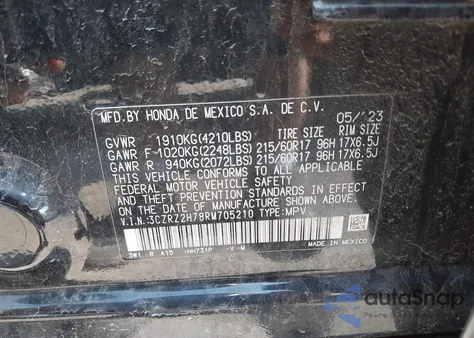 MFD. BY HONDA DE MEXICO S.A. DE C.V.
05/'23
GVWR 1910KG(4210LBS) TIRE SIZE RIM SIZE
GAWR F 1020KG(2248LBS) 215/60R17 96H 17X6.5J
GAWR R 940KG(2072LBS) 215/60R17 96H 17X6.5J
THIS VEHICLE CONFORMS TO ALL APPLICABLE
FEDERAL MOTOR VEHICLE SAFETY
AND THEFT PREVENTION STANDARDS IN EFFECT
ON THE DATE OF MANUFACTURE SHOWN ABOVE.
V.I.N.:3CZRZ2H78RM705210 TYPE:MPV
3W1 R A15 -NH731P -V-M
MADE IN MEXICO
autoSnap